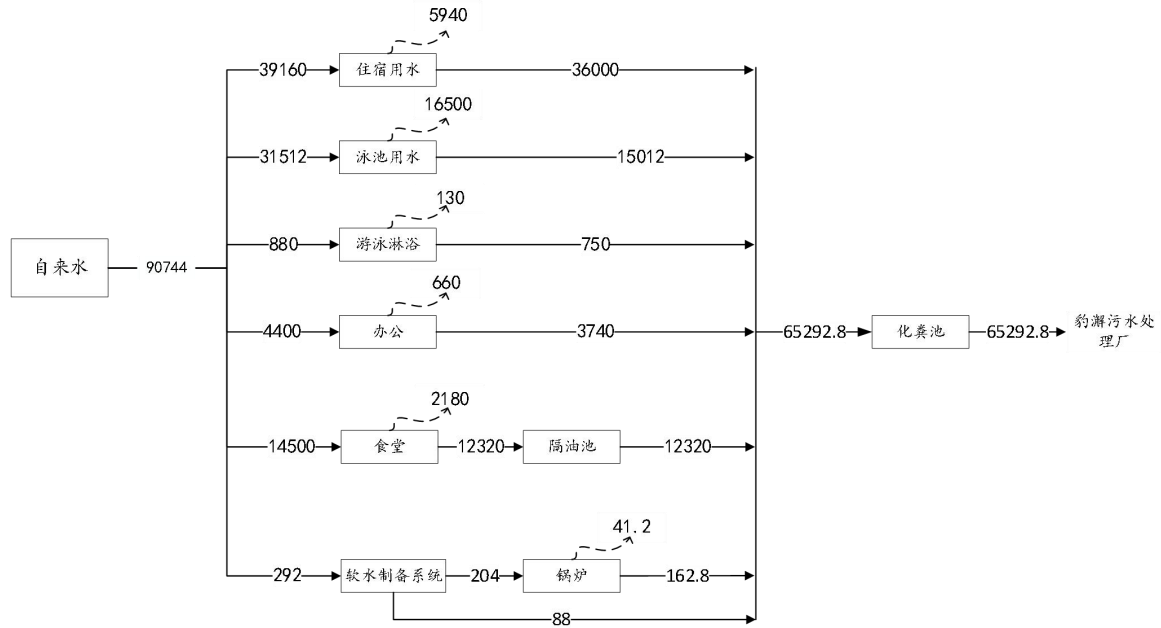 5940
39160
住宿用水
36000
16500
31512
泳池用水
15012
130
880
游泳淋浴
750
自来水
90744
660
4400
办公
3740
65292.8
化粪池
65292.8
豹澥污水处
理厂
2180
14500
食堂
12320
隔油池
12320
41.2
292
软水制备系统
204
锅炉
162.8
88